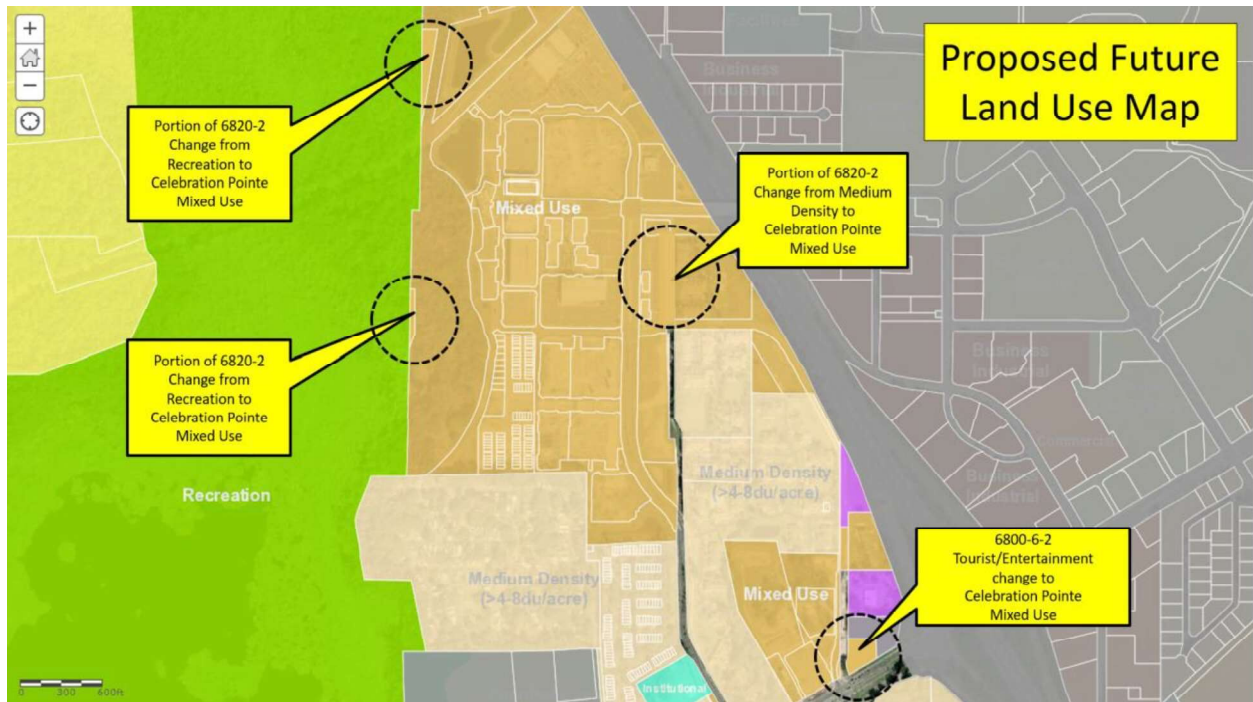 Proposed Future
Land Use Map
Portion of 6820-2
Change from
Recreation to
Celebration Pointe
Mixed Use
Portion of 6820-2
Change from Medium
Density to
Celebration Pointe
Mixed Use
Portion of 6820-2
Change from
Recreation to
Celebration Pointe
Mixed Use
6800-6-2
Tourist/Entertainment
change to
Celebration Pointe
Mixed Use
Business
Mixed Use
Business
Industrial
Commercial
Business
Industrial
Recreation
Medium Density
(>4-8du/acre)
Medium Density
(>4-8du/acre)
Mixed Use
Institutional
0 300 600ft